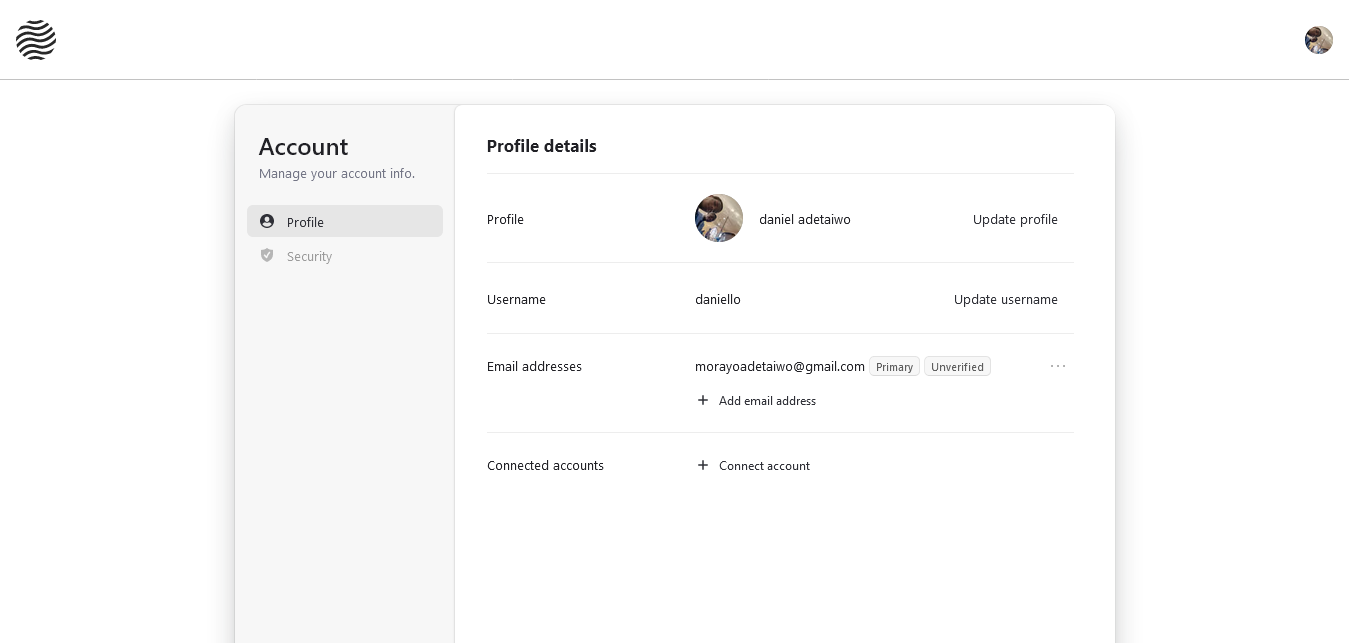 Account
Manage your account info.
Profile
Security
Profile details
Profile
daniel adetaiwo
Update profile
Username
daniello
Update username
Email addresses
morayoadetaiwo@gmail.com Primary Unverified
Add email address
Connected accounts
Connect account